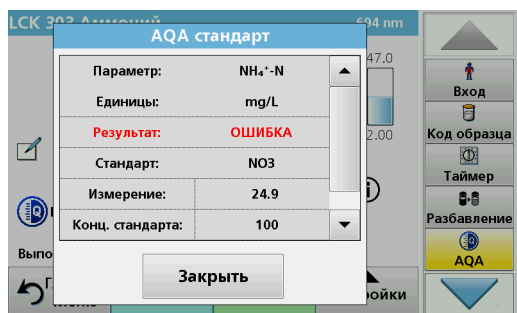 LCK 303 Аммоний
694 nm
AQA стандарт
47.0
2.00
Параметр: NH₄⁺-N
Единицы: mg/L
Результат: ОШИБКА
Стандарт: NO3
Измерение: 24.9
Конц. стандарта: 100
Закрыть
Выпо
ройки
Вход
Код образца
Таймер
Разбавление
AQA